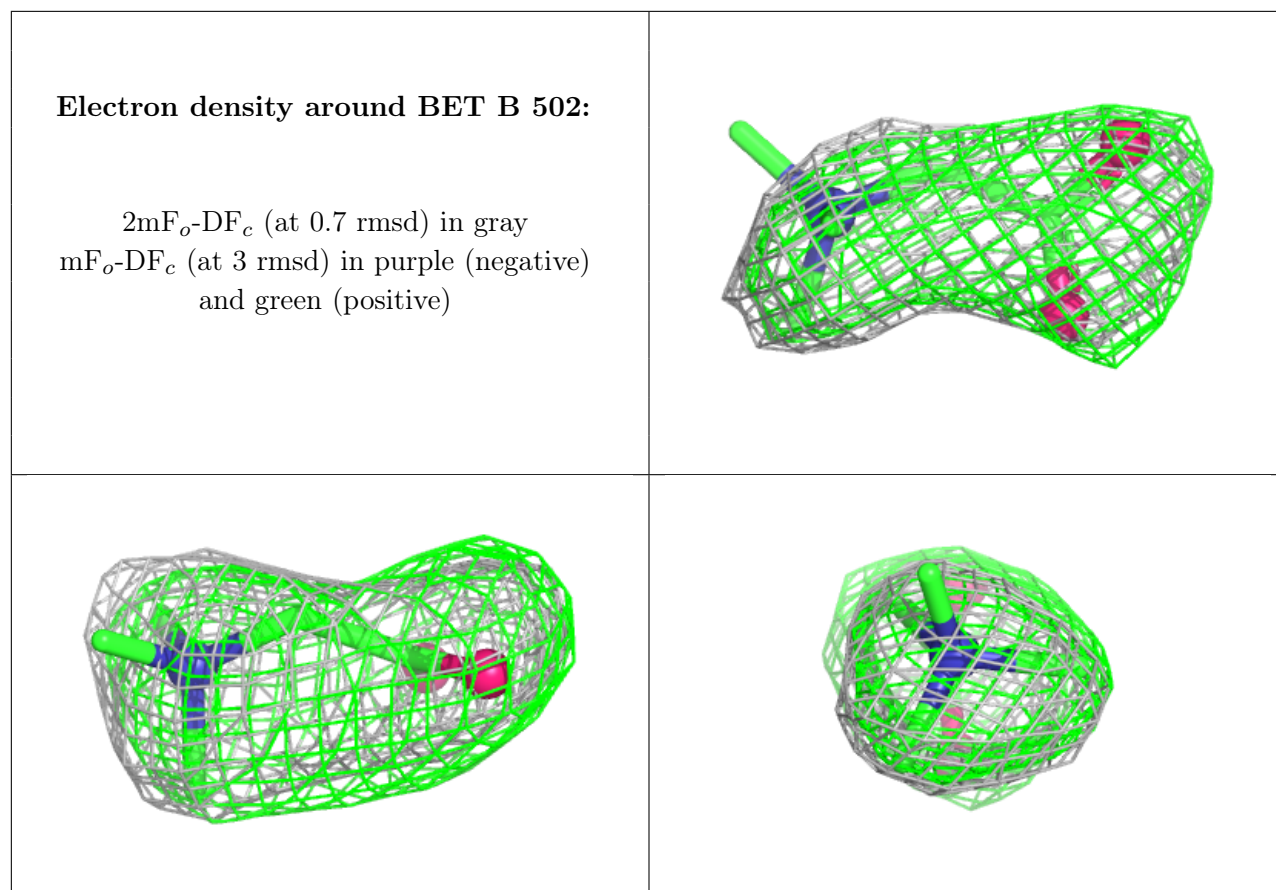 Electron density around BET B 502:
2mFo-DFc (at 0.7 rmsd) in gray
mFo-DFc (at 3 rmsd) in purple (negative)
and green (positive)